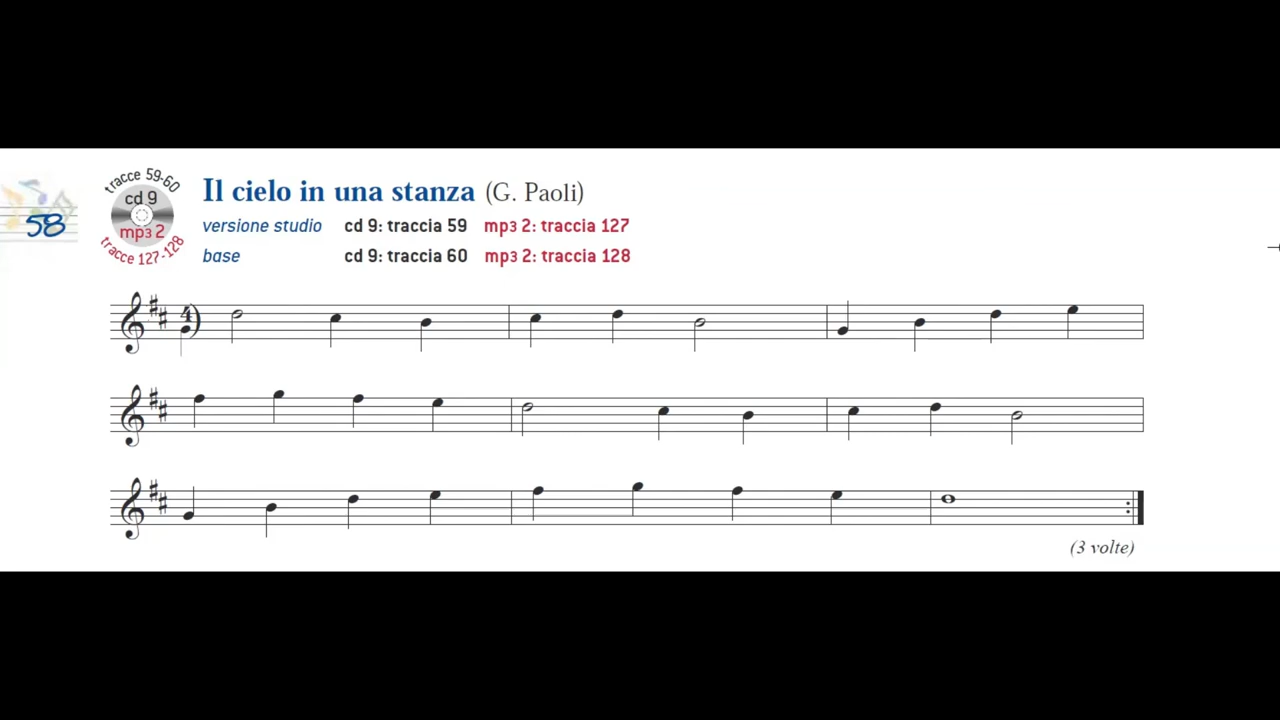 58
tracce 59-60
cd 9
mp3 2
tracce 127-128
Il cielo in una stanza (G. Paoli)
versione studio cd 9: traccia 59 mp3 2: traccia 127
base cd 9: traccia 60 mp3 2: traccia 128
4
(3 volte)